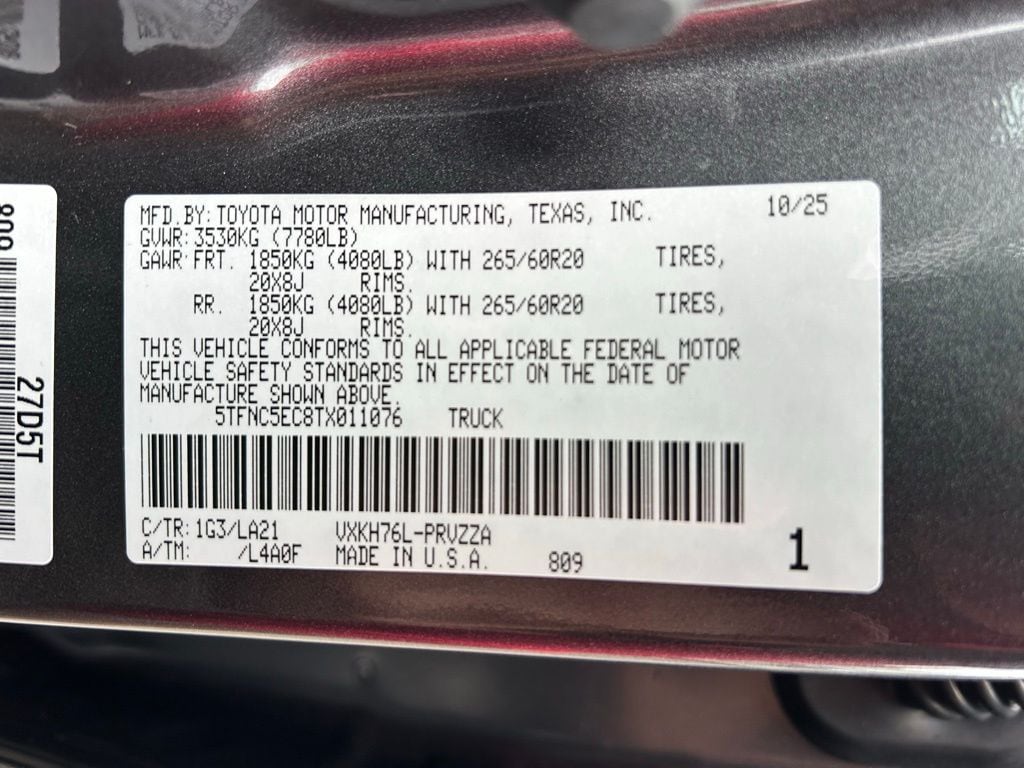 MFD.BY:TOYOTA MOTOR MANUFACTURING, TEXAS, INC. 10/25
GVWR:3530KG (7780LB)
GAWR FRT. 1850KG (4080LB) WITH 265/60R20 TIRES,
20X8J RIMS.
RR. 1850KG (4080LB) WITH 265/60R20 TIRES,
20X8J RIMS.
THIS VEHICLE CONFORMS TO ALL APPLICABLE FEDERAL MOTOR
VEHICLE SAFETY STANDARDS IN EFFECT ON THE DATE OF
MANUFACTURE SHOWN ABOVE.
5TFNC5EC8TX011076 TRUCK
C/TR:1G3/LA21 VXKH76L-PRVZZA
A/TM: /L4A0F MADE IN U.S.A. 809 1
809
27D5T